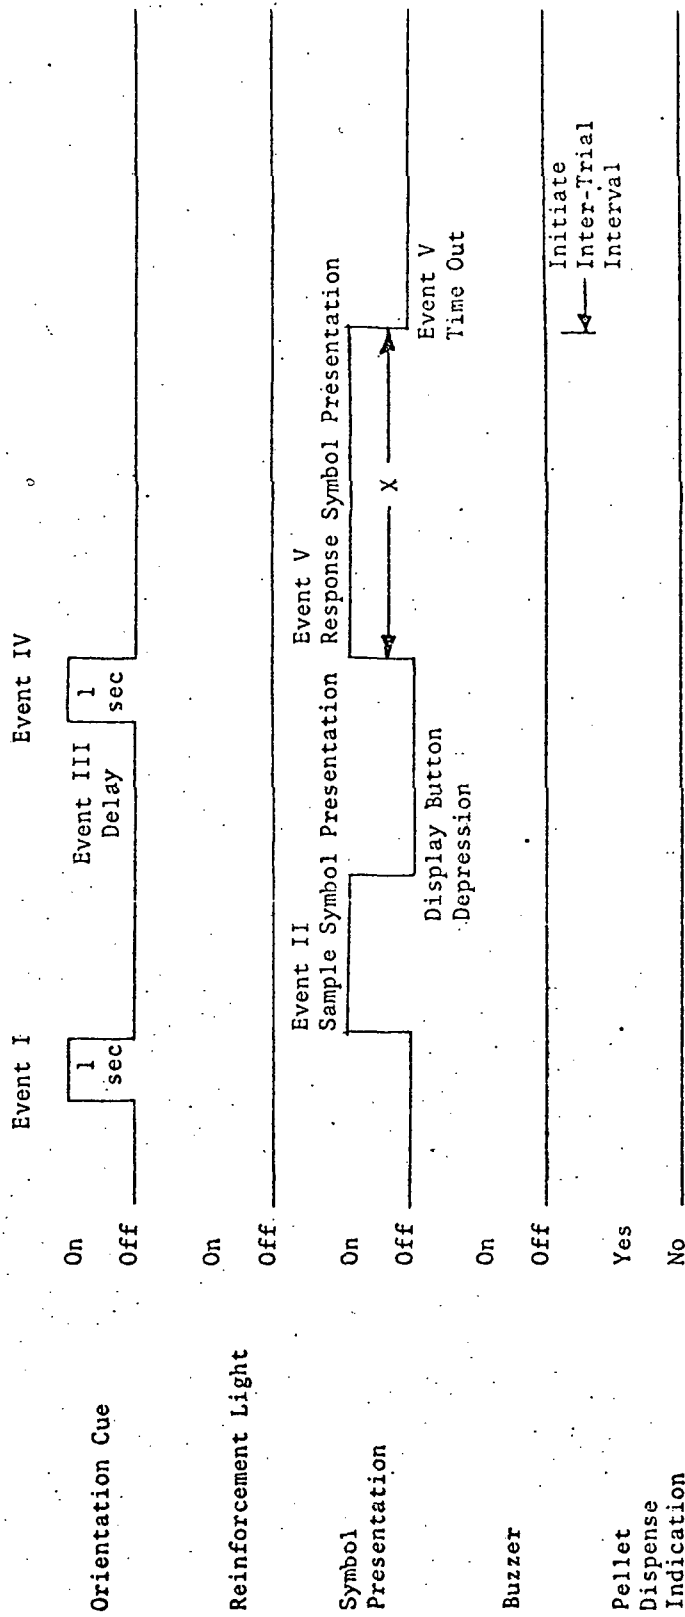 Event I
Event IV
Orientation Cue
On
Off
1
sec
Event III
Delay
1
sec
Reinforcement Light
On
Off
Event II
Sample Symbol Presentation
Event V
Response Symbol Presentation
Symbol
Presentation
On
Off
X
Display Button
Depression
Event V
Time Out
Buzzer
On
Off
Initiate
Inter-Trial
Interval
Pellet
Dispense
Indication
Yes
No